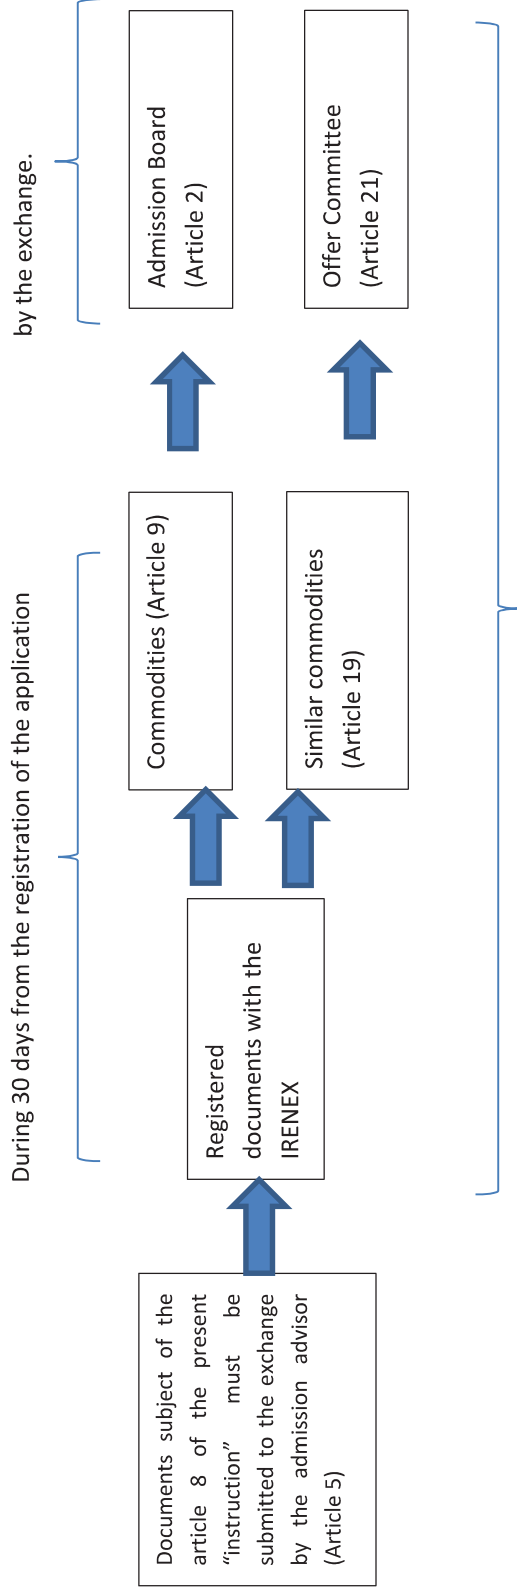 During 30 days from the registration of the application
by the exchange.
Documents subject of the
article 8 of the present
“instruction” must be
submitted to the exchange
by the admission advisor
(Article 5)
Registered
documents with the
IRENEX
Commodities (Article 9)
Similar commodities
(Article 19)
Admission Board
(Article 2)
Offer Committee
(Article 21)